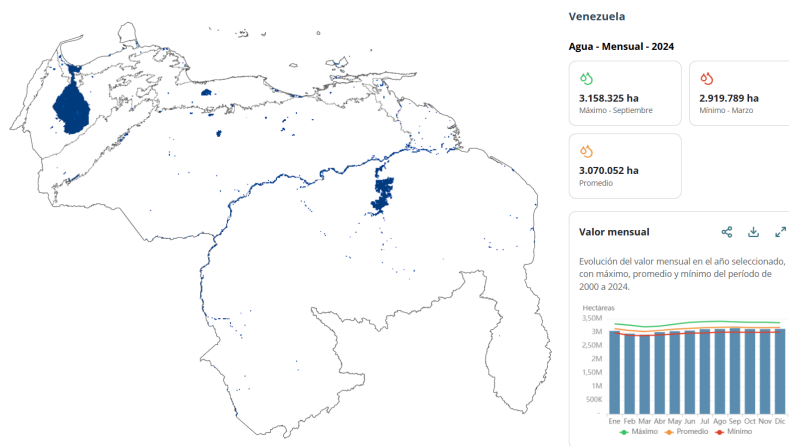 Venezuela
Agua - Mensual - 2024
3.158.325 ha
Máximo - Septiembre
2.919.789 ha
Mínimo - Marzo
3.070.052 ha
Promedio
Valor mensual
Evolución del valor mensual en el año seleccionado,
con máximo, promedio y mínimo del período de
2000 a 2024.
Hectáreas
3,50M
3M
2,50M
2M
1,50M
1M
500K
-
Ene Feb Mar Abr May Jun Jul Ago Sep Oct Nov Dic
Máximo Promedio Mínimo